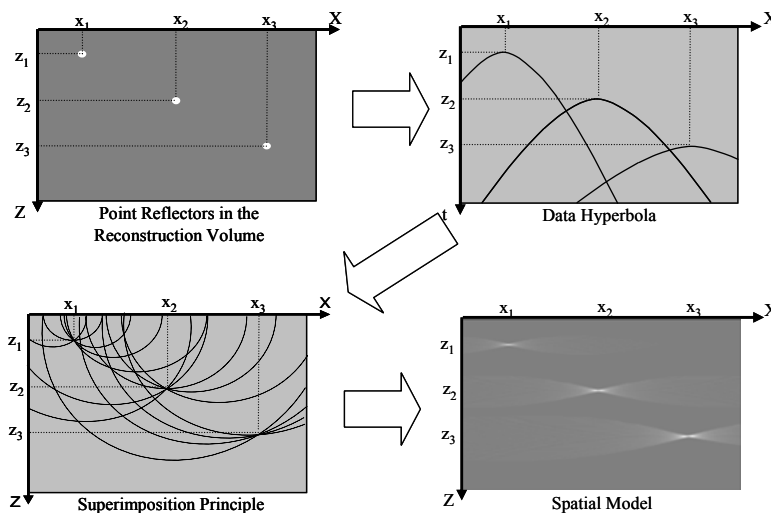 x₁ x₂ x₃ X
z₁
z₂
z₃
Z
Point Reflectors in the
Reconstruction Volume
x₁ x₂ x₃ X
z₁
z₂
z₃
t
Data Hyperbola
x₁ x₂ x₃ X
z₁
z₂
z₃
Z
Superimposition Principle
x₁ x₂ x₃ X
z₁
z₂
z₃
Z
Spatial Model